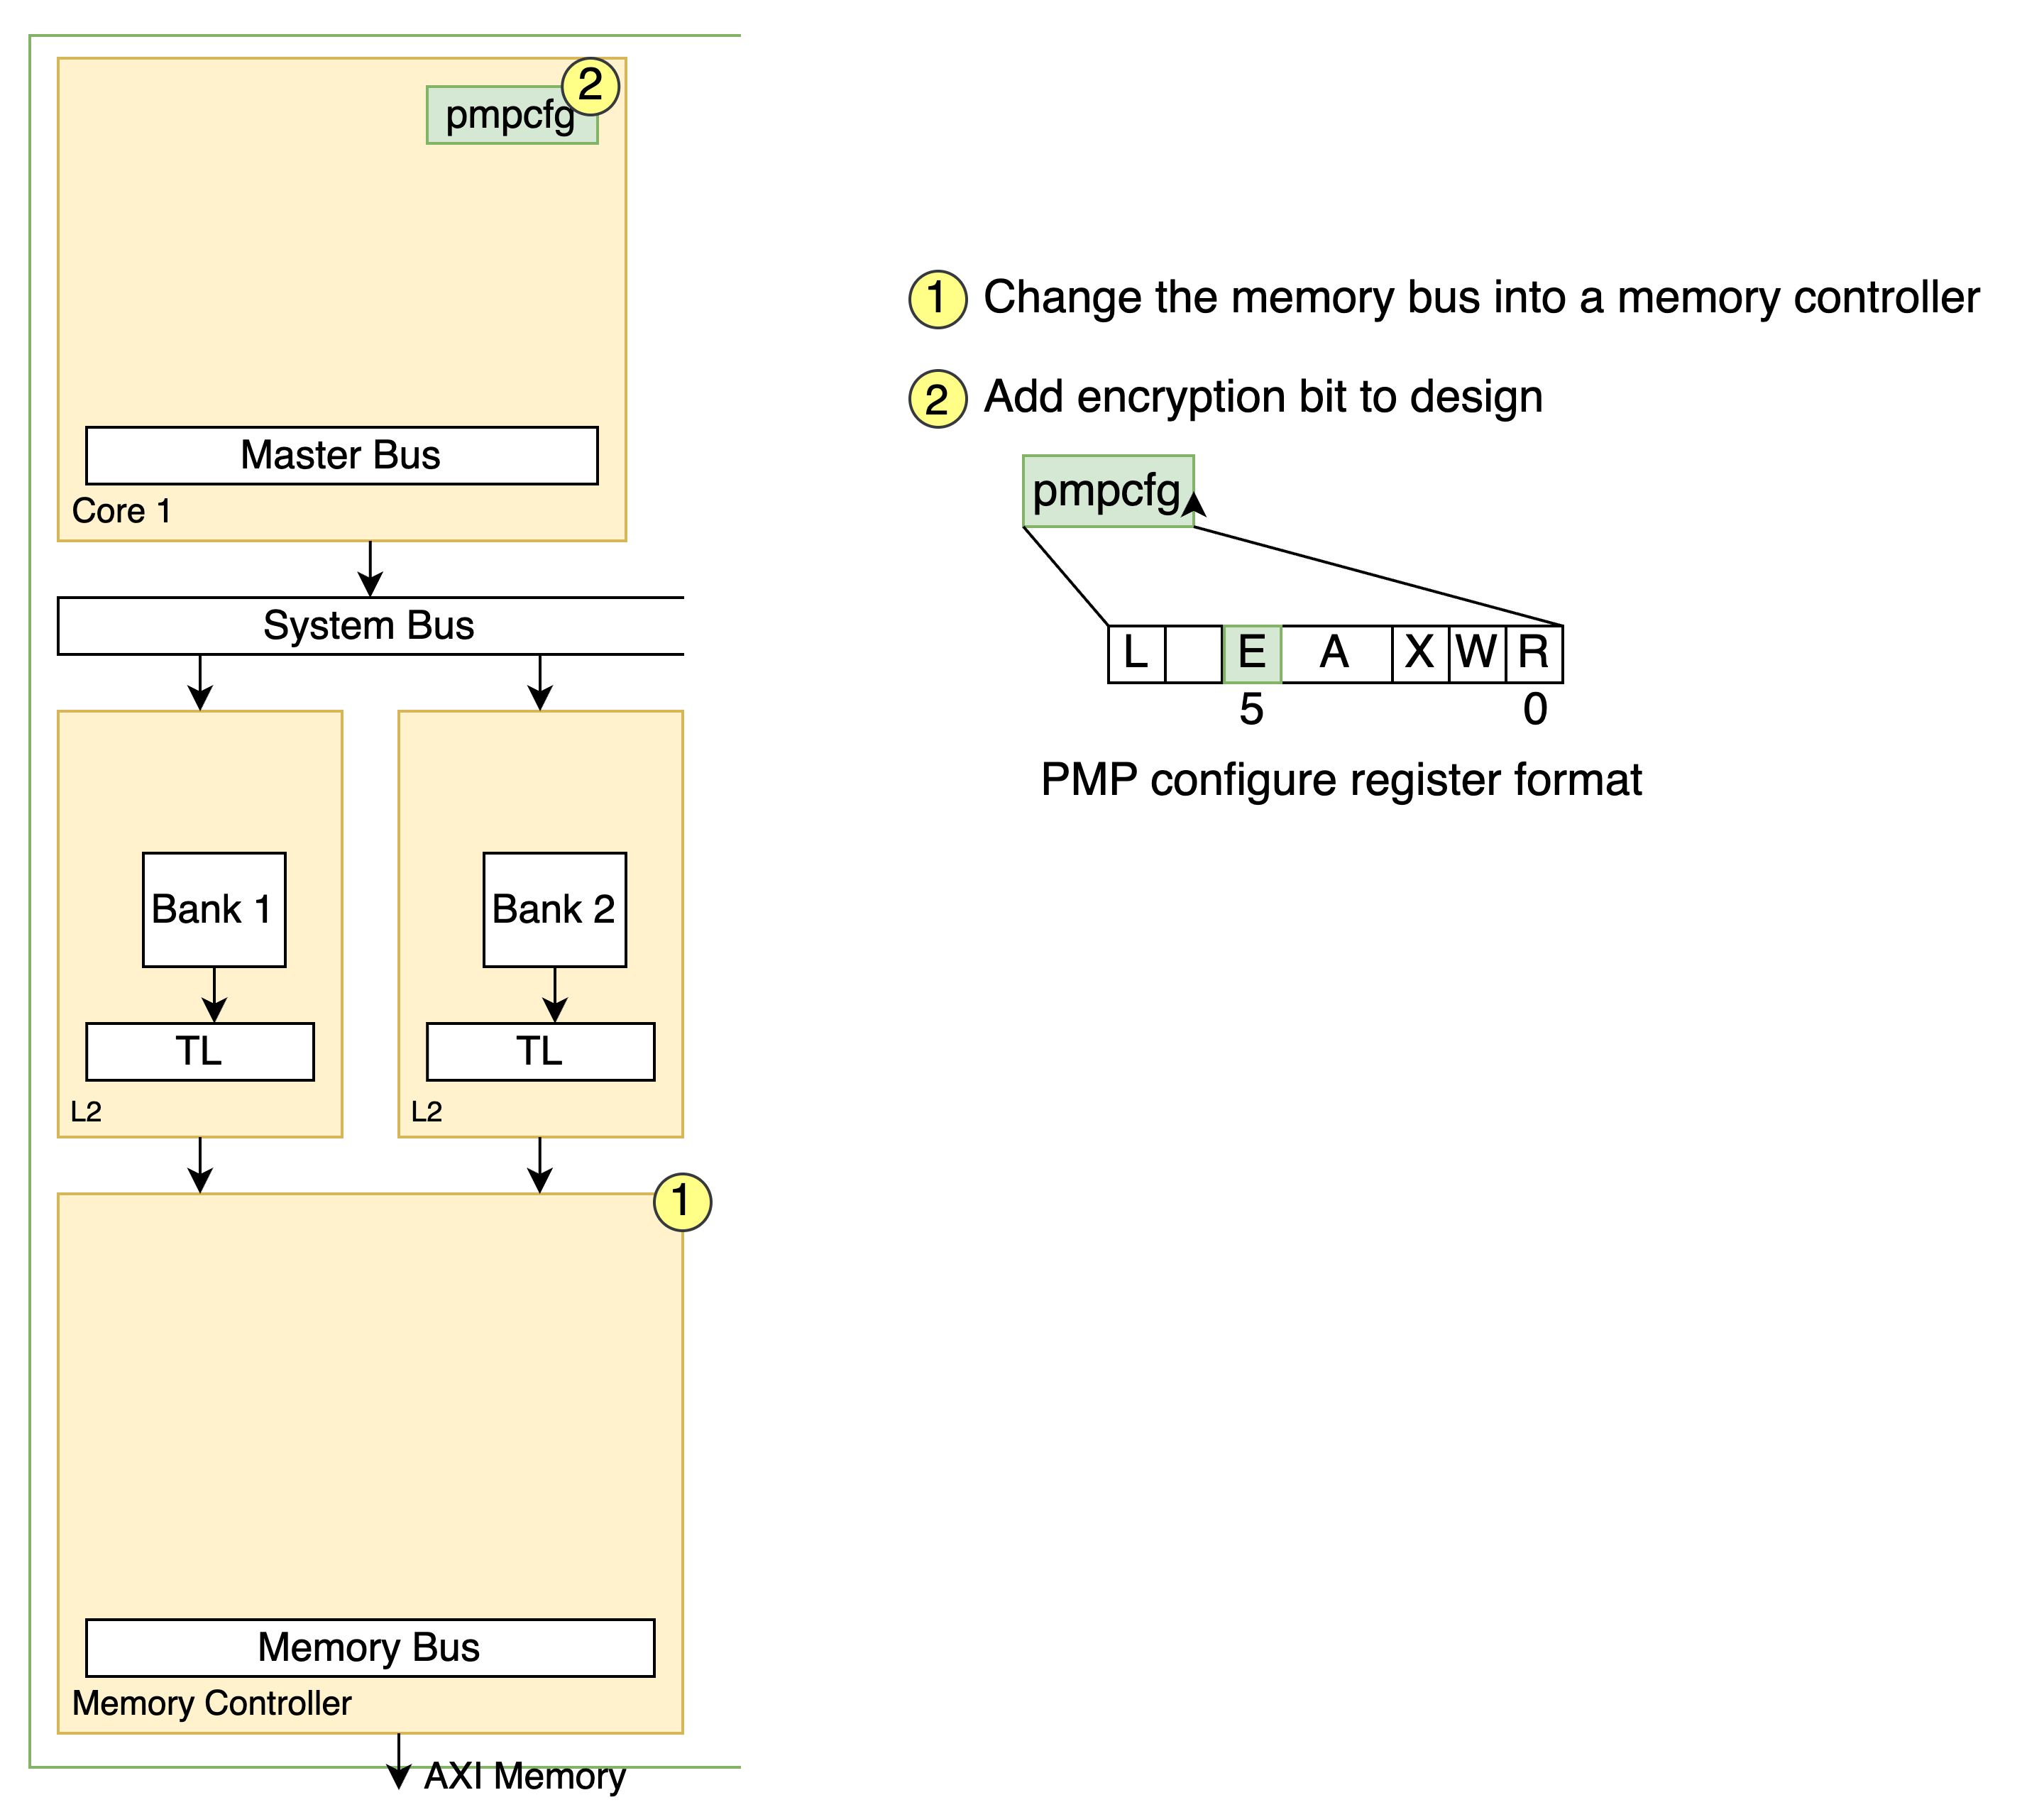 2
pmpcfg
Master Bus
Core 1
System Bus
Bank 1
Bank 2
TL
TL
L2
L2
1
Memory Bus
Memory Controller
AXI Memory
1 Change the memory bus into a memory controller
2 Add encryption bit to design
pmpcfg
L E A X W R
5 0
PMP configure register format